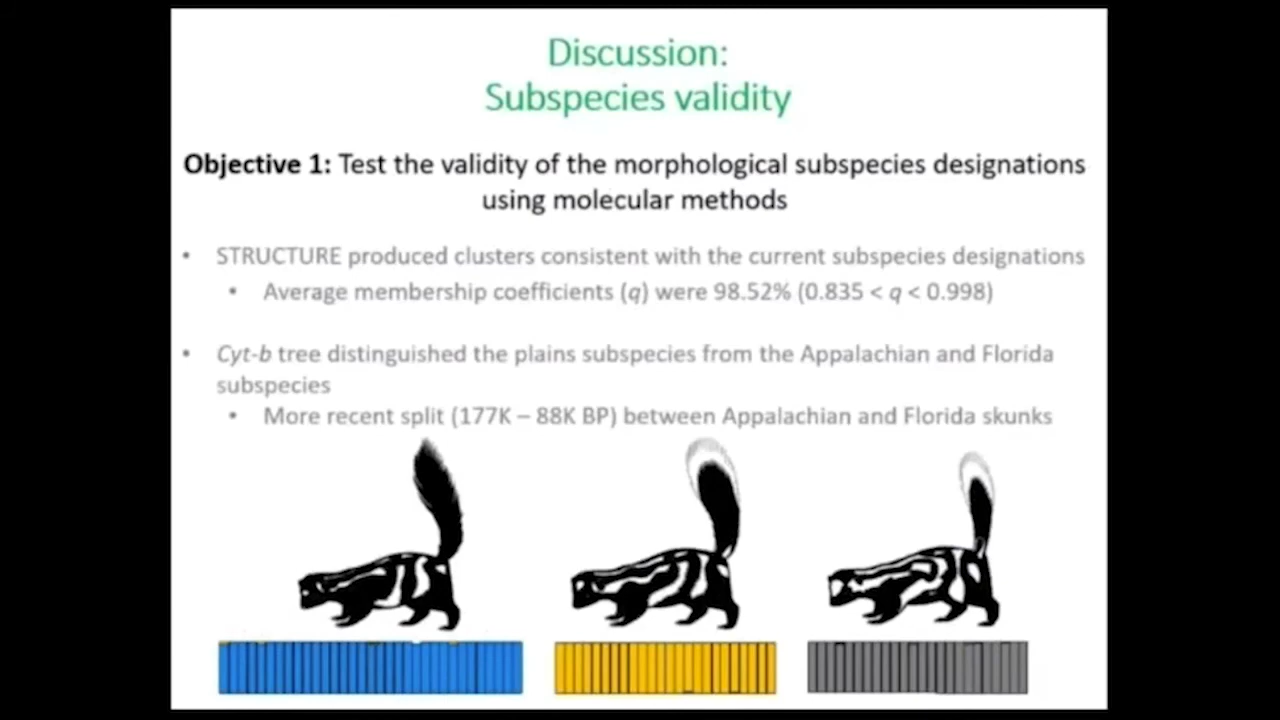 Discussion:
Subspecies validity
Objective 1: Test the validity of the morphological subspecies designations
using molecular methods
• STRUCTURE produced clusters consistent with the current subspecies designations
• Average membership coefficients (q) were 98.52% (0.835 < q < 0.998)
• Cyt-b tree distinguished the plains subspecies from the Appalachian and Florida
subspecies
• More recent split (177K – 88K BP) between Appalachian and Florida skunks